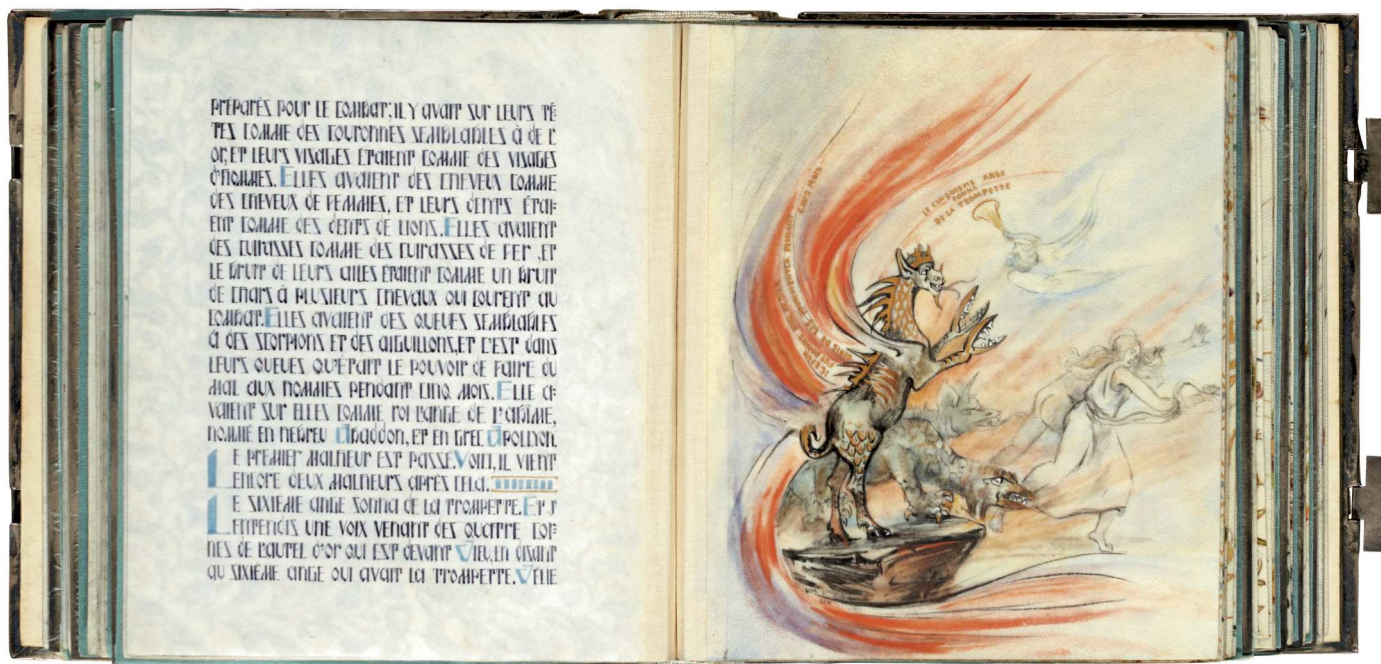 PRÉPARÉS POUR LE COMBAT; IL Y AVAIT SUR LEURS TÊ-
TES COMME DES COURONNES SEMBLABLES À DE L'
OR, ET LEURS VISAGES ÉTAIENT COMME DES VISAGES
D'HOMMES. ELLES AVAIENT DES CHEVEUX COMME
DES CHEVEUX DE FEMMES, ET LEURS DENTS ÉTAI-
ENT COMME DES DENTS DE LIONS. ELLES AVAIENT
DES CUIRASSES COMME DES CUIRASSES DE FER, ET
LE BRUIT DE LEURS AILES ÉTAIENT COMME UN BRUIT
DE CHARS À PLUSIEURS CHEVAUX QUI COURENT AU
COMBAT. ELLES AVAIENT DES QUEUES SEMBLABLES
À DES SCORPIONS ET DES AIGUILLONS, ET C'EST DANS
LEURS QUEUES QU'ÉTAIT LE POUVOIR DE FAIRE DU
MAL AUX HOMMES PENDANT CINQ MOIS. ELLE A-
VAIENT SUR ELLES COMME ROI L'ANGE DE L'ABÎME,
NOMMÉ EN HÉBREU ABADDON, ET EN GREC APOLLYON.
LE PREMIER MALHEUR EST PASSÉ. VOICI, IL VIENT
ENCORE DEUX MALHEURS APRÈS CELA.
LE SIXIÈME ANGE SONNA DE LA TROMPETTE. ET J'
ENTENDIS UNE VOIX VENANT DES QUATRE COR-
NES DE L'AUTEL D'OR QUI EST DEVANT DIEU, EN DISANT
AU SIXIÈME ANGE QUI AVAIT LA TROMPETTE. DÉLIE
LE CINQUIÈME ANGE
SONNE
DE LA TROMPETTE
PENDANT CINQ MOIS